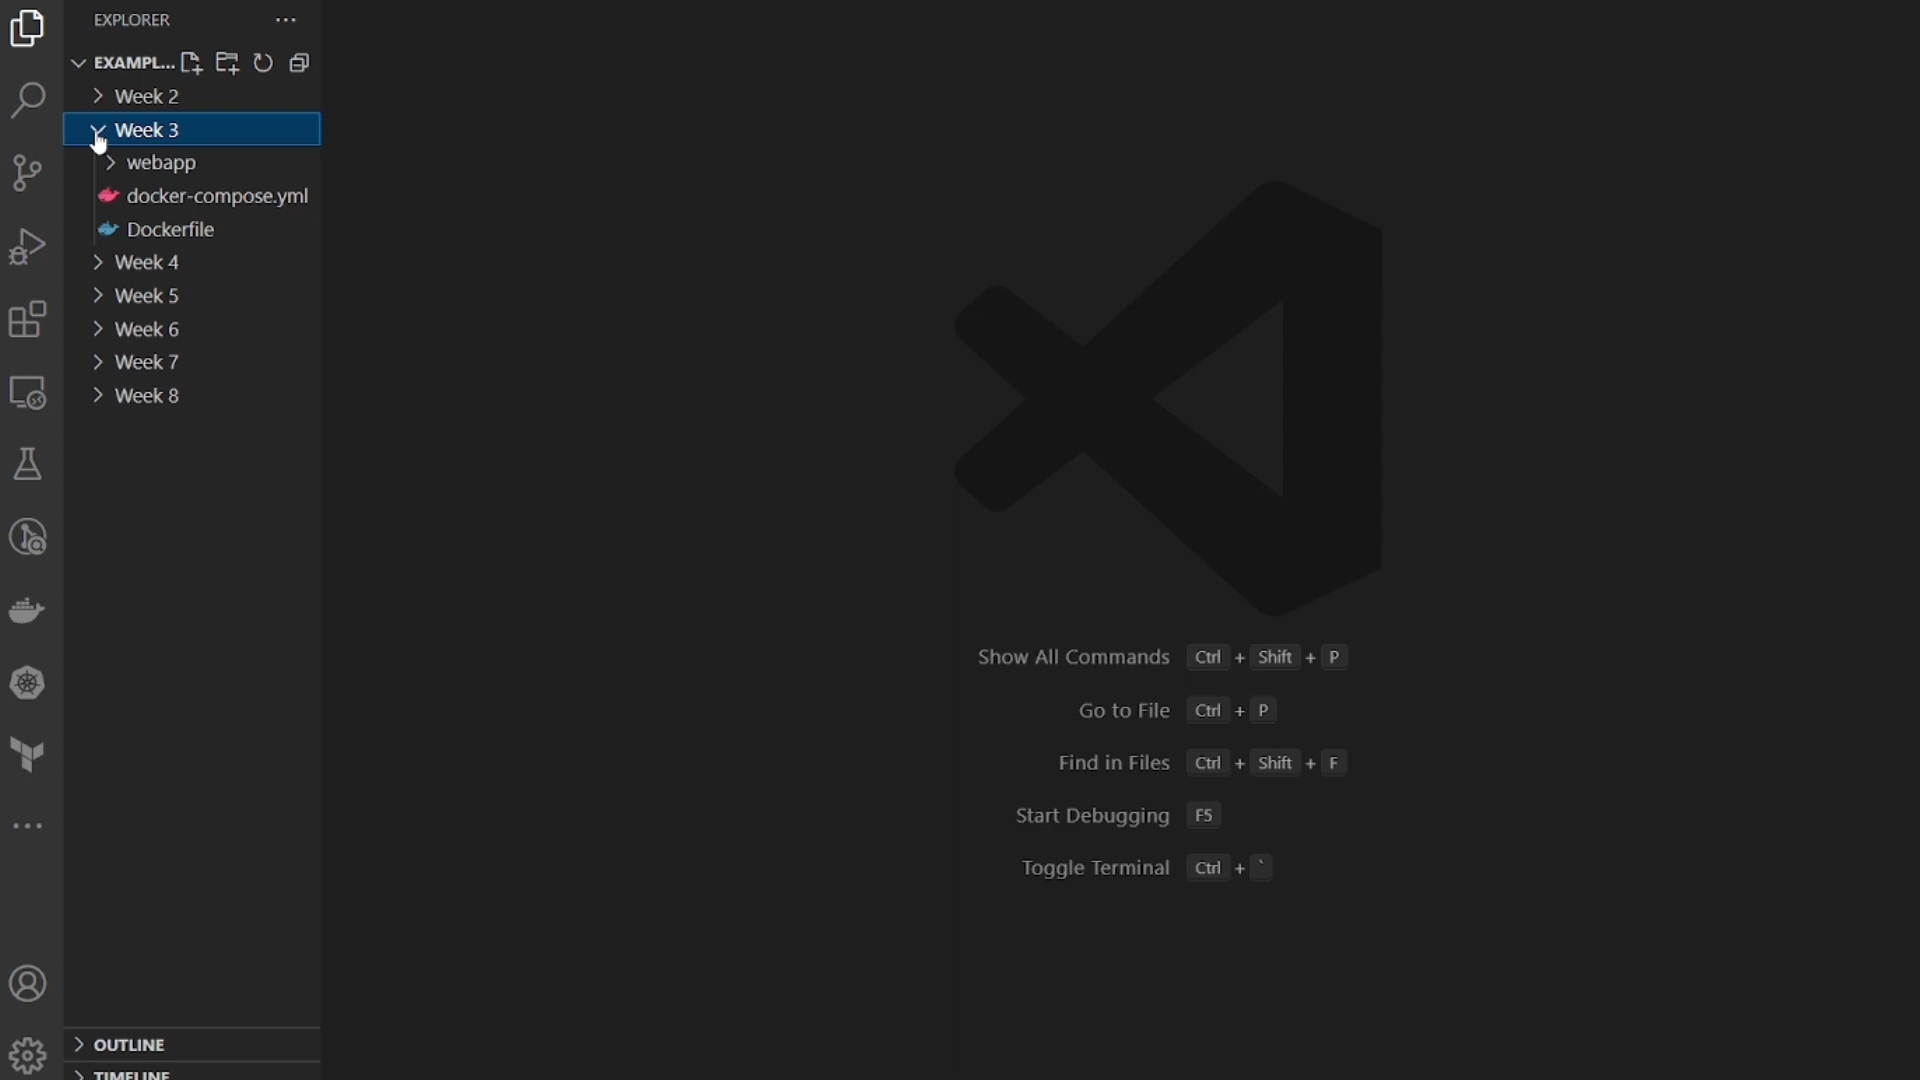 EXPLORER
EXAMPL...
Week 2
Week 3
webapp
docker-compose.yml
Dockerfile
Week 4
Week 5
Week 6
Week 7
Week 8
Show All Commands Ctrl + Shift + P
Go to File Ctrl + P
Find in Files Ctrl + Shift + F
Start Debugging F5
Toggle Terminal Ctrl + `
OUTLINE
TIMELINE